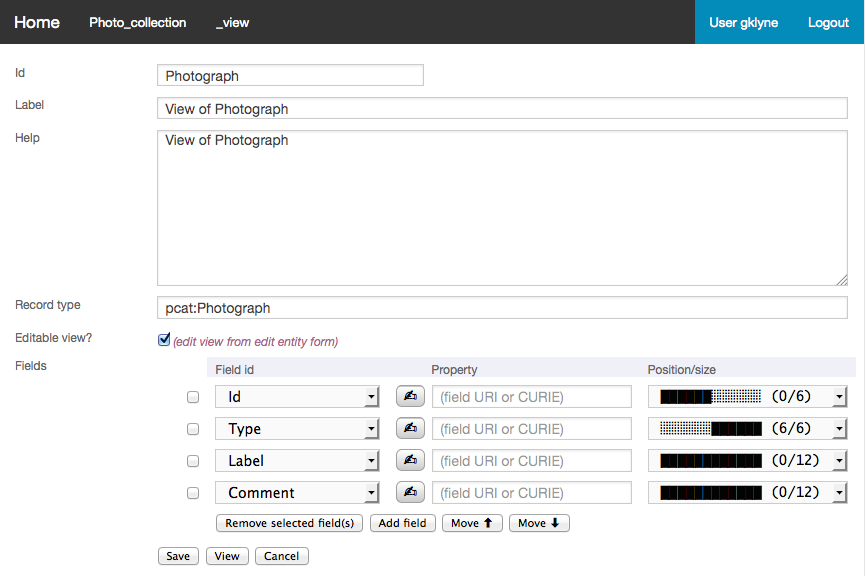 Home Photo_collection _view User gklyne Logout
Id Photograph
Label View of Photograph
Help View of Photograph
Record type pcat:Photograph
Editable view? (edit view from edit entity form)
Fields Field id Property Position/size
Id (field URI or CURIE) (0/6)
Type (field URI or CURIE) (6/6)
Label (field URI or CURIE) (0/12)
Comment (field URI or CURIE) (0/12)
Remove selected field(s) Add field Move ⬆ Move ⬇
Save View Cancel